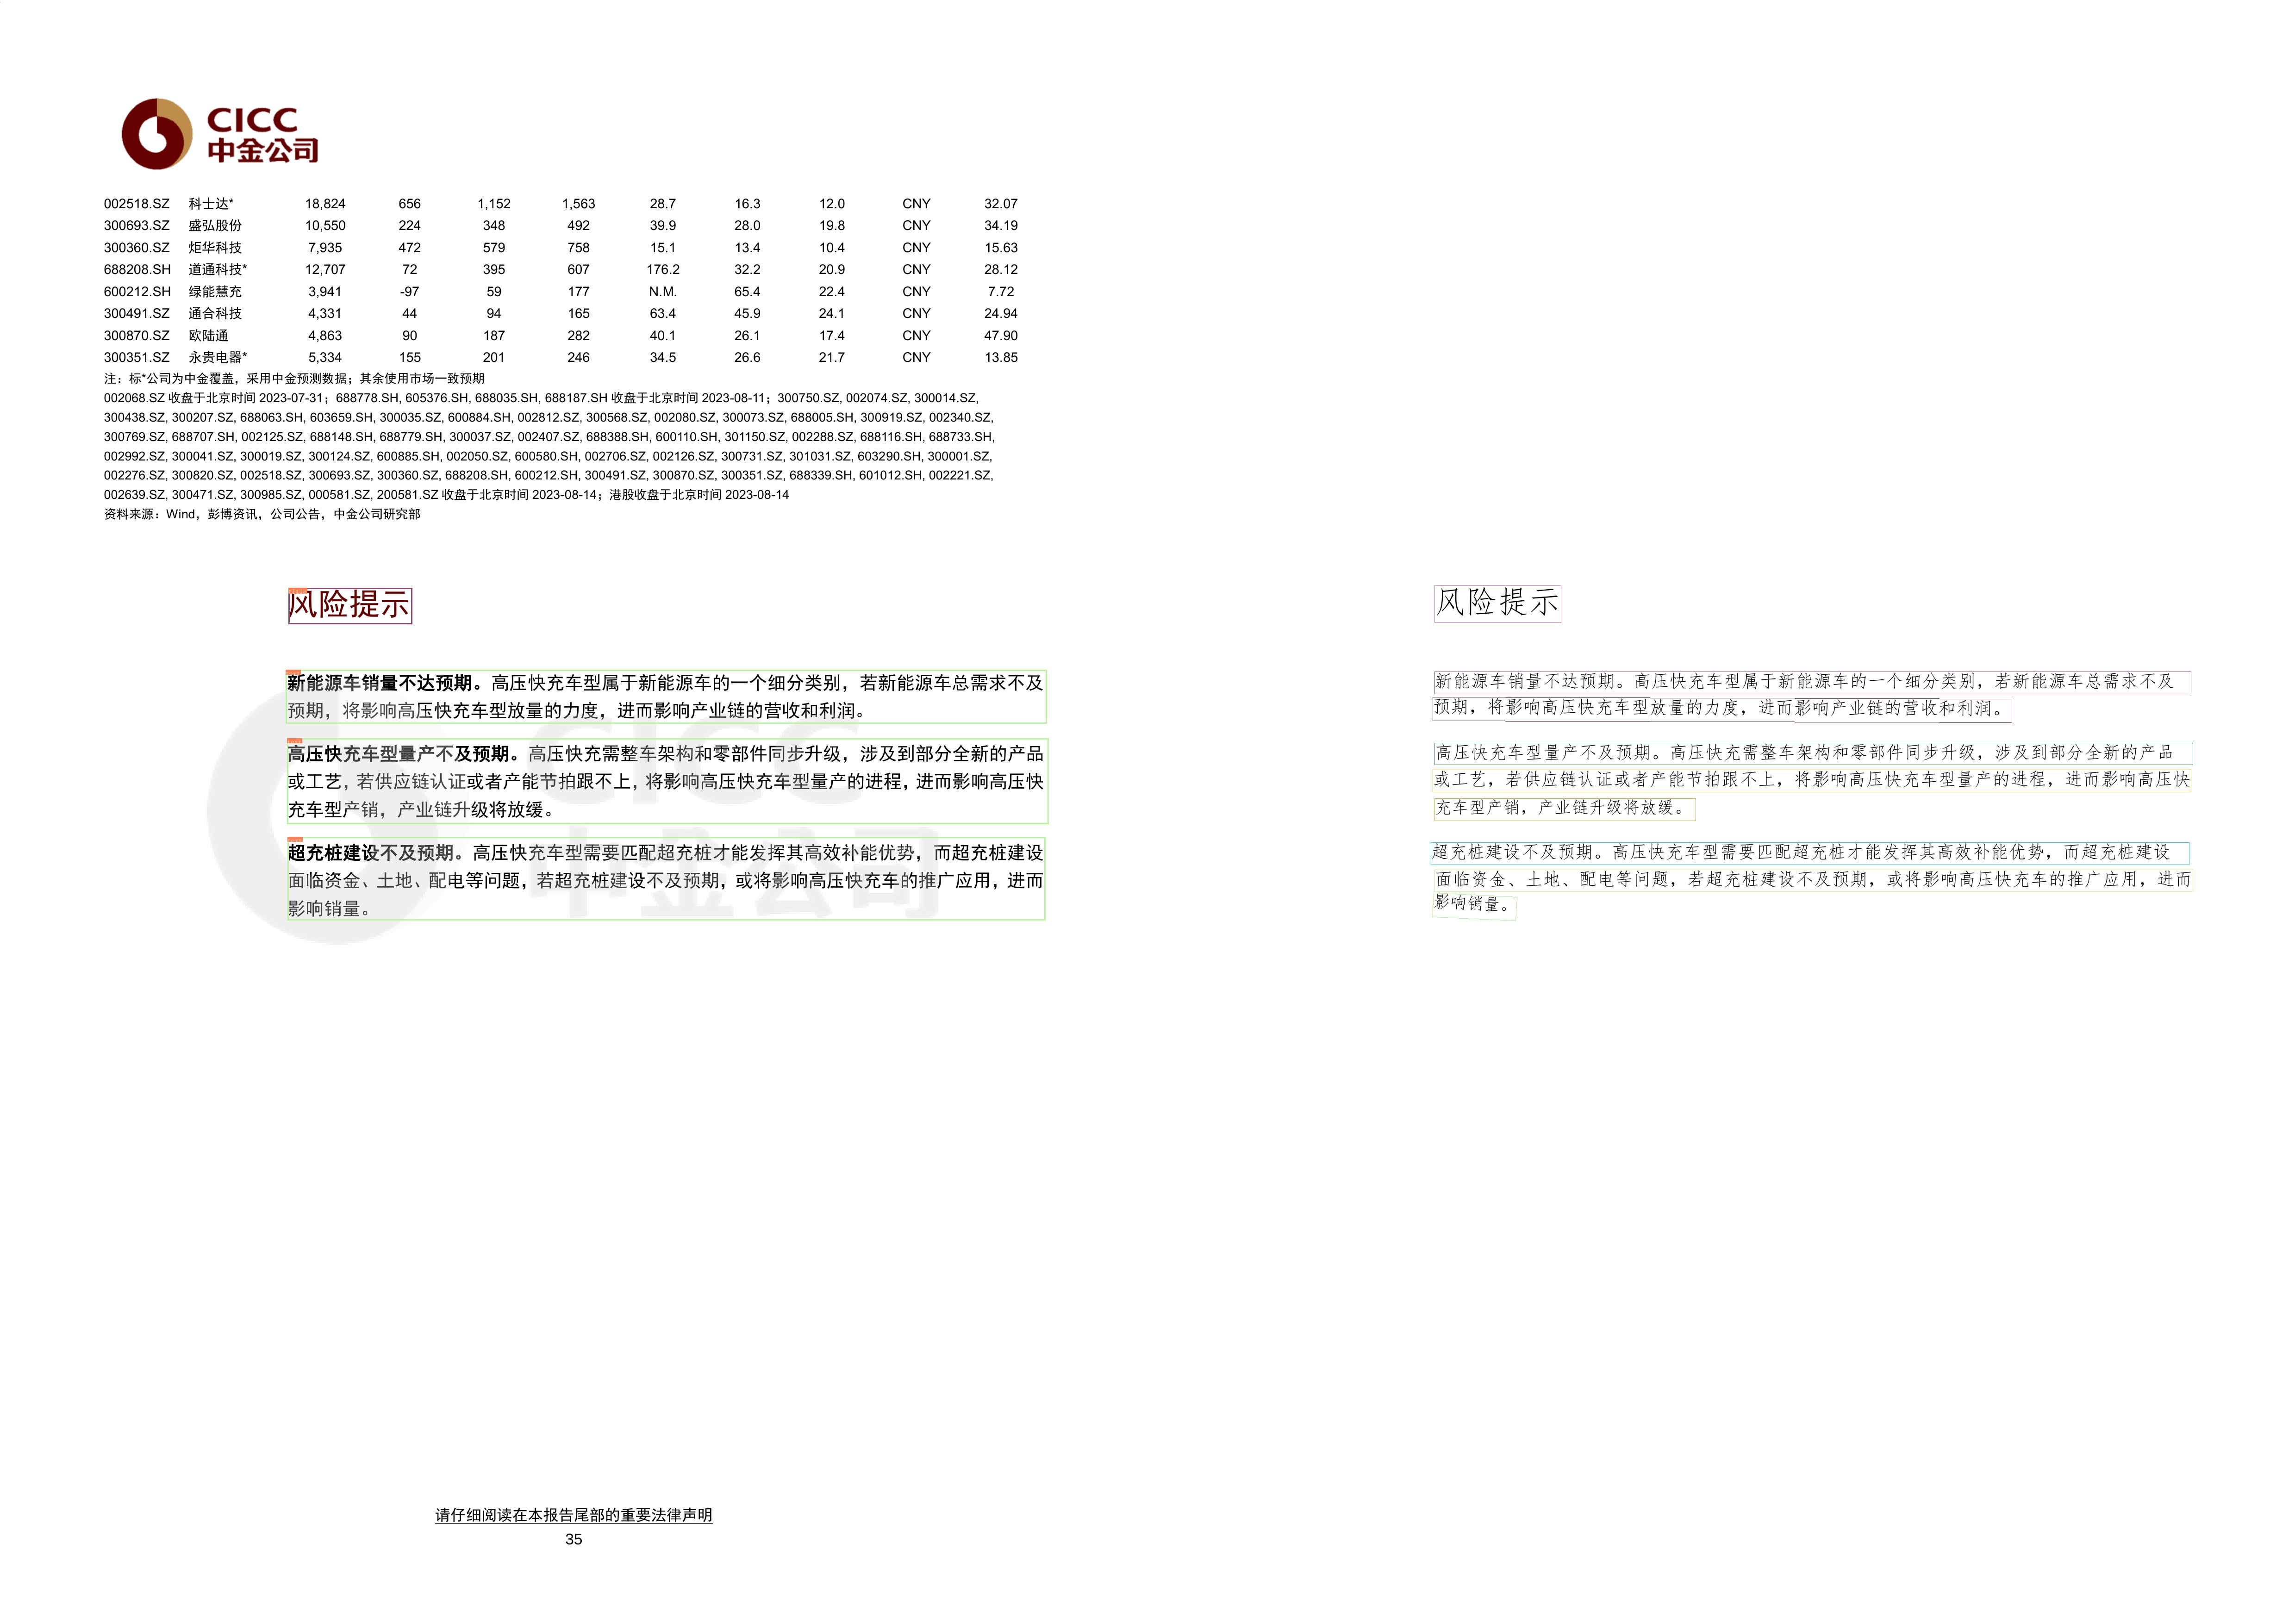 CICC
中金公司
002518.SZ 科士达* 18,824 656 1,152 1,563 28.7 16.3 12.0 CNY 32.07
300693.SZ 盛弘股份 10,550 224 348 492 39.9 28.0 19.8 CNY 34.19
300360.SZ 炬华科技 7,935 472 579 758 15.1 13.4 10.4 CNY 15.63
688208.SH 道通科技* 12,707 72 395 607 176.2 32.2 20.9 CNY 28.12
600212.SH 绿能慧充 3,941 -97 59 177 N.M. 65.4 22.4 CNY 7.72
300491.SZ 通合科技 4,331 44 94 165 63.4 45.9 24.1 CNY 24.94
300870.SZ 欧陆通 4,863 90 187 282 40.1 26.1 17.4 CNY 47.90
300351.SZ 永贵电器* 5,334 155 201 246 34.5 26.6 21.7 CNY 13.85
注：标*公司为中金覆盖，采用中金预测数据；其余使用市场一致预期
002068.SZ 收盘于北京时间 2023-07-31；688778.SH, 605376.SH, 688035.SH, 688187.SH 收盘于北京时间 2023-08-11；300750.SZ, 002074.SZ, 300014.SZ,
300438.SZ, 300207.SZ, 688063.SH, 603659.SH, 300035.SZ, 600884.SH, 002812.SZ, 300568.SZ, 002080.SZ, 300073.SZ, 688005.SH, 300919.SZ, 002340.SZ,
300769.SZ, 688707.SH, 002125.SZ, 688148.SH, 688779.SH, 300037.SZ, 002407.SZ, 688388.SH, 600110.SH, 301150.SZ, 002288.SZ, 688116.SH, 688733.SH,
002992.SZ, 300041.SZ, 300019.SZ, 300124.SZ, 600885.SH, 002050.SZ, 600580.SH, 002706.SZ, 002126.SZ, 300731.SZ, 301031.SZ, 603290.SH, 300001.SZ,
002276.SZ, 300820.SZ, 002518.SZ, 300693.SZ, 300360.SZ, 688208.SH, 600212.SH, 300491.SZ, 300870.SZ, 300351.SZ, 688339.SH, 601012.SH, 002221.SZ,
002639.SZ, 300471.SZ, 300985.SZ, 000581.SZ, 200581.SZ 收盘于北京时间 2023-08-14；港股收盘于北京时间 2023-08-14
资料来源：Wind，彭博资讯，公司公告，中金公司研究部
风险提示
新能源车销量不达预期。高压快充车型属于新能源车的一个细分类别，若新能源车总需求不及
预期，将影响高压快充车型放量的力度，进而影响产业链的营收和利润。
高压快充车型量产不及预期。高压快充需整车架构和零部件同步升级，涉及到部分全新的产品
或工艺，若供应链认证或者产能节拍跟不上，将影响高压快充车型量产的进程，进而影响高压快
充车型产销，产业链升级将放缓。
超充桩建设不及预期。高压快充车型需要匹配超充桩才能发挥其高效补能优势，而超充桩建设
面临资金、土地、配电等问题，若超充桩建设不及预期，或将影响高压快充车的推广应用，进而
影响销量。
CICC
中金公司
请仔细阅读在本报告尾部的重要法律声明
35
风险提示
新能源车销量不达预期。高压快充车型属于新能源车的一个细分类别，若新能源车总需求不及
预期，将影响高压快充车型放量的力度，进而影响产业链的营收和利润。
高压快充车型量产不及预期。高压快充需整车架构和零部件同步升级，涉及到部分全新的产品
或工艺，若供应链认证或者产能节拍跟不上，将影响高压快充车型量产的进程，进而影响高压快
充车型产销，产业链升级将放缓。
超充桩建设不及预期。高压快充车型需要匹配超充桩才能发挥其高效补能优势，而超充桩建设
面临资金、土地、配电等问题，若超充桩建设不及预期，或将影响高压快充车的推广应用，进而
影响销量。